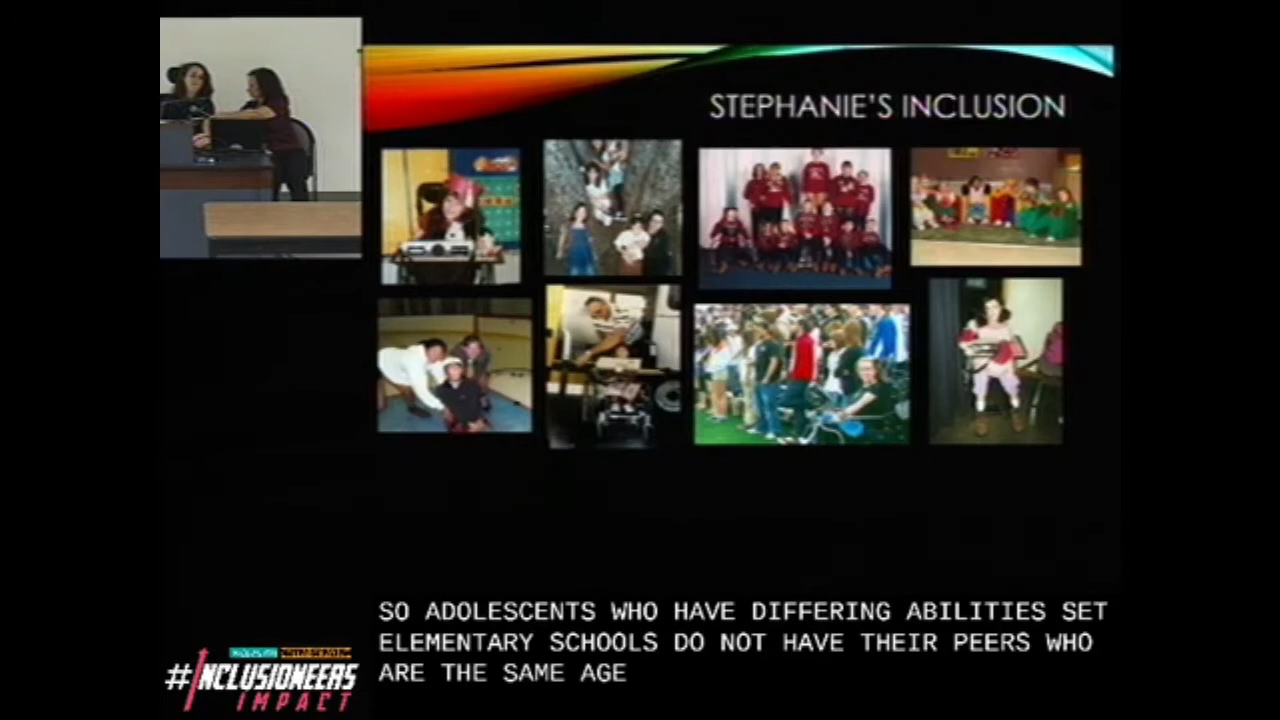 STEPHANIE'S INCLUSION
SO ADOLESCENTS WHO HAVE DIFFERING ABILITIES SET
ELEMENTARY SCHOOLS DO NOT HAVE THEIR PEERS WHO
ARE THE SAME AGE
#INCLUSIONEERS
IMPACT